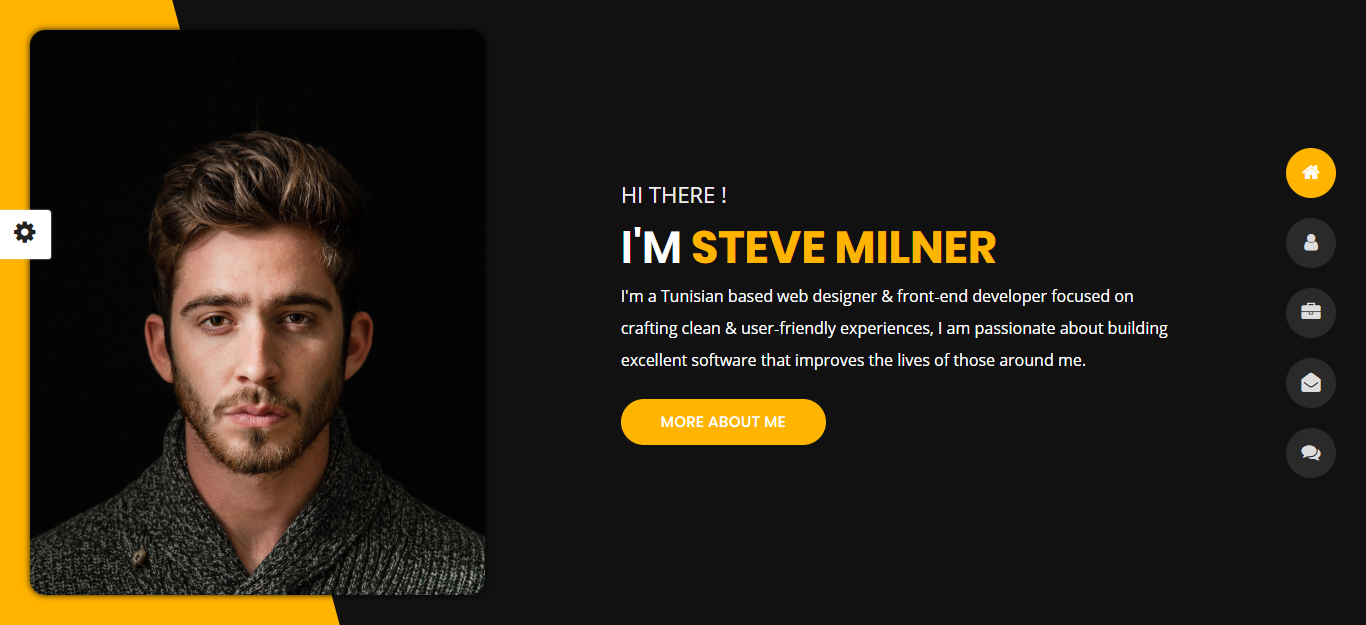 HI THERE !
I'M STEVE MILNER
I'm a Tunisian based web designer & front-end developer focused on
crafting clean & user-friendly experiences, I am passionate about building
excellent software that improves the lives of those around me.
MORE ABOUT ME